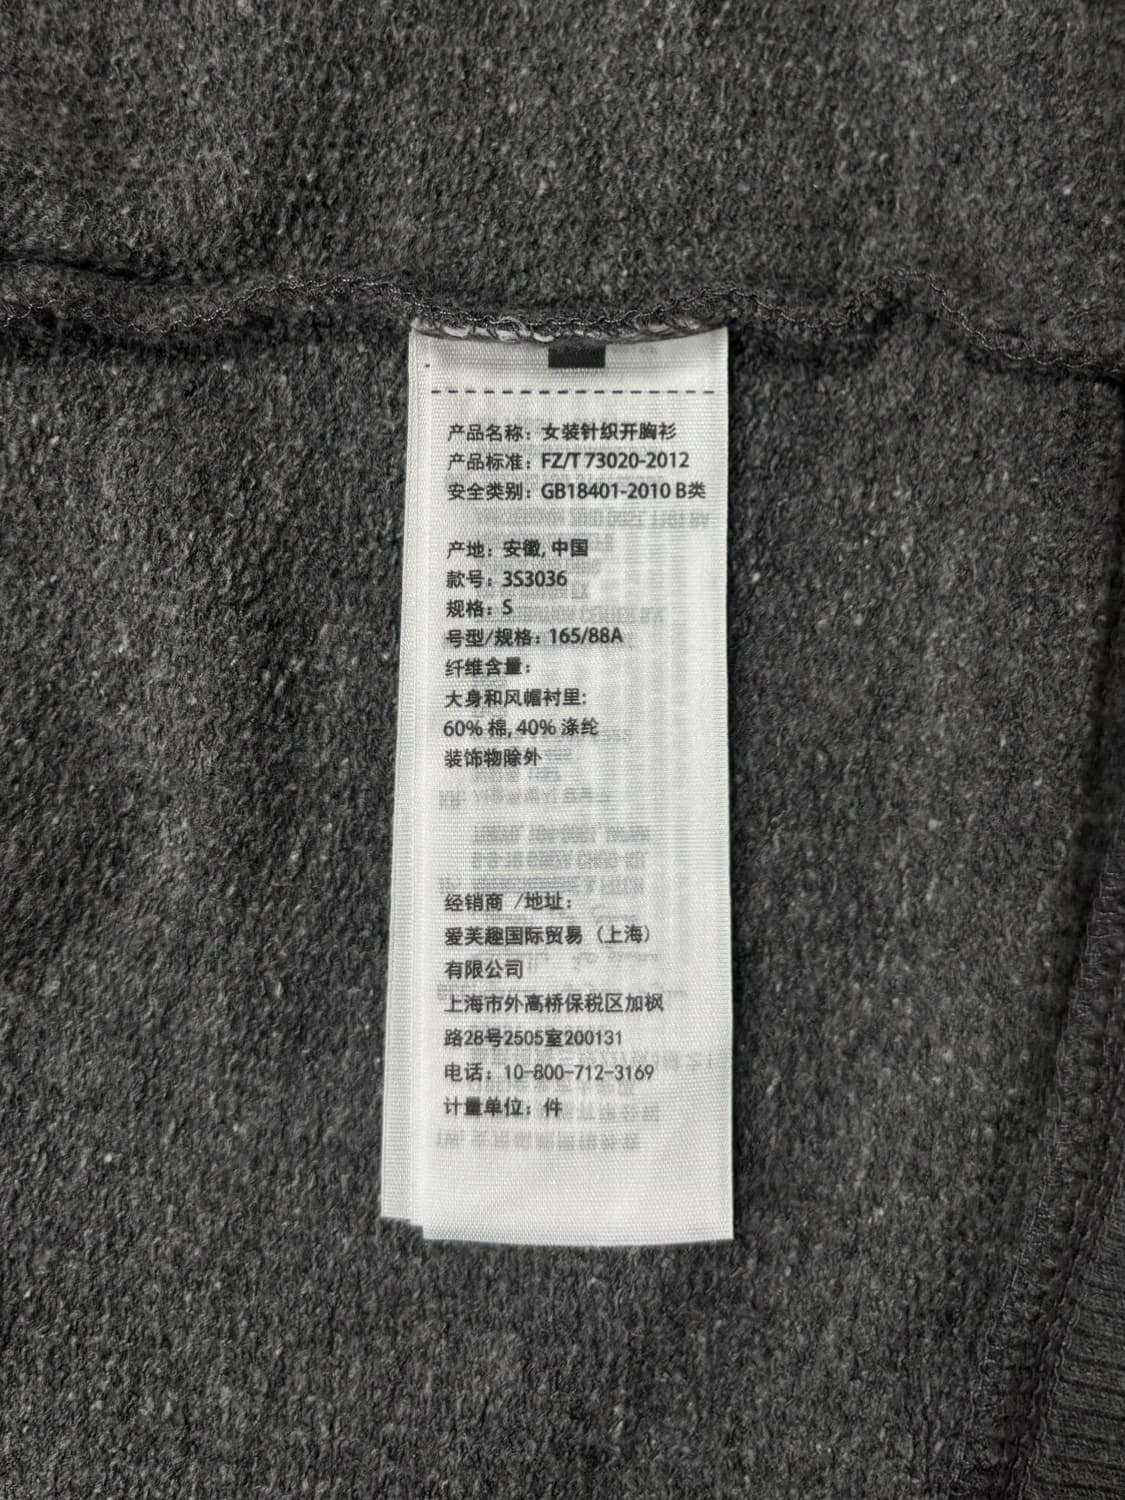 产品名称：女装针织开胸衫
产品标准：FZ/T 73020-2012
安全类别：GB18401-2010 B类
产地：安徽, 中国
款号：3S3036
规格：S
号型/规格：165/88A
纤维含量：
大身和风帽衬里:
60% 棉, 40% 涤纶
装饰物除外
经销商 /地址：
爱芙趣国际贸易（上海）
有限公司
上海市外高桥保税区加枫
路28号2505室200131
电话：10-800-712-3169
计量单位：件